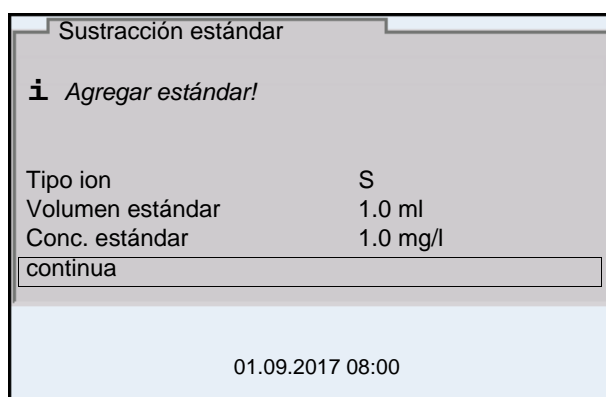 Sustracción estándar
i Agregar estándar!
Tipo ion S
Volumen estándar 1.0 ml
Conc. estándar 1.0 mg/l
continua
01.09.2017 08:00